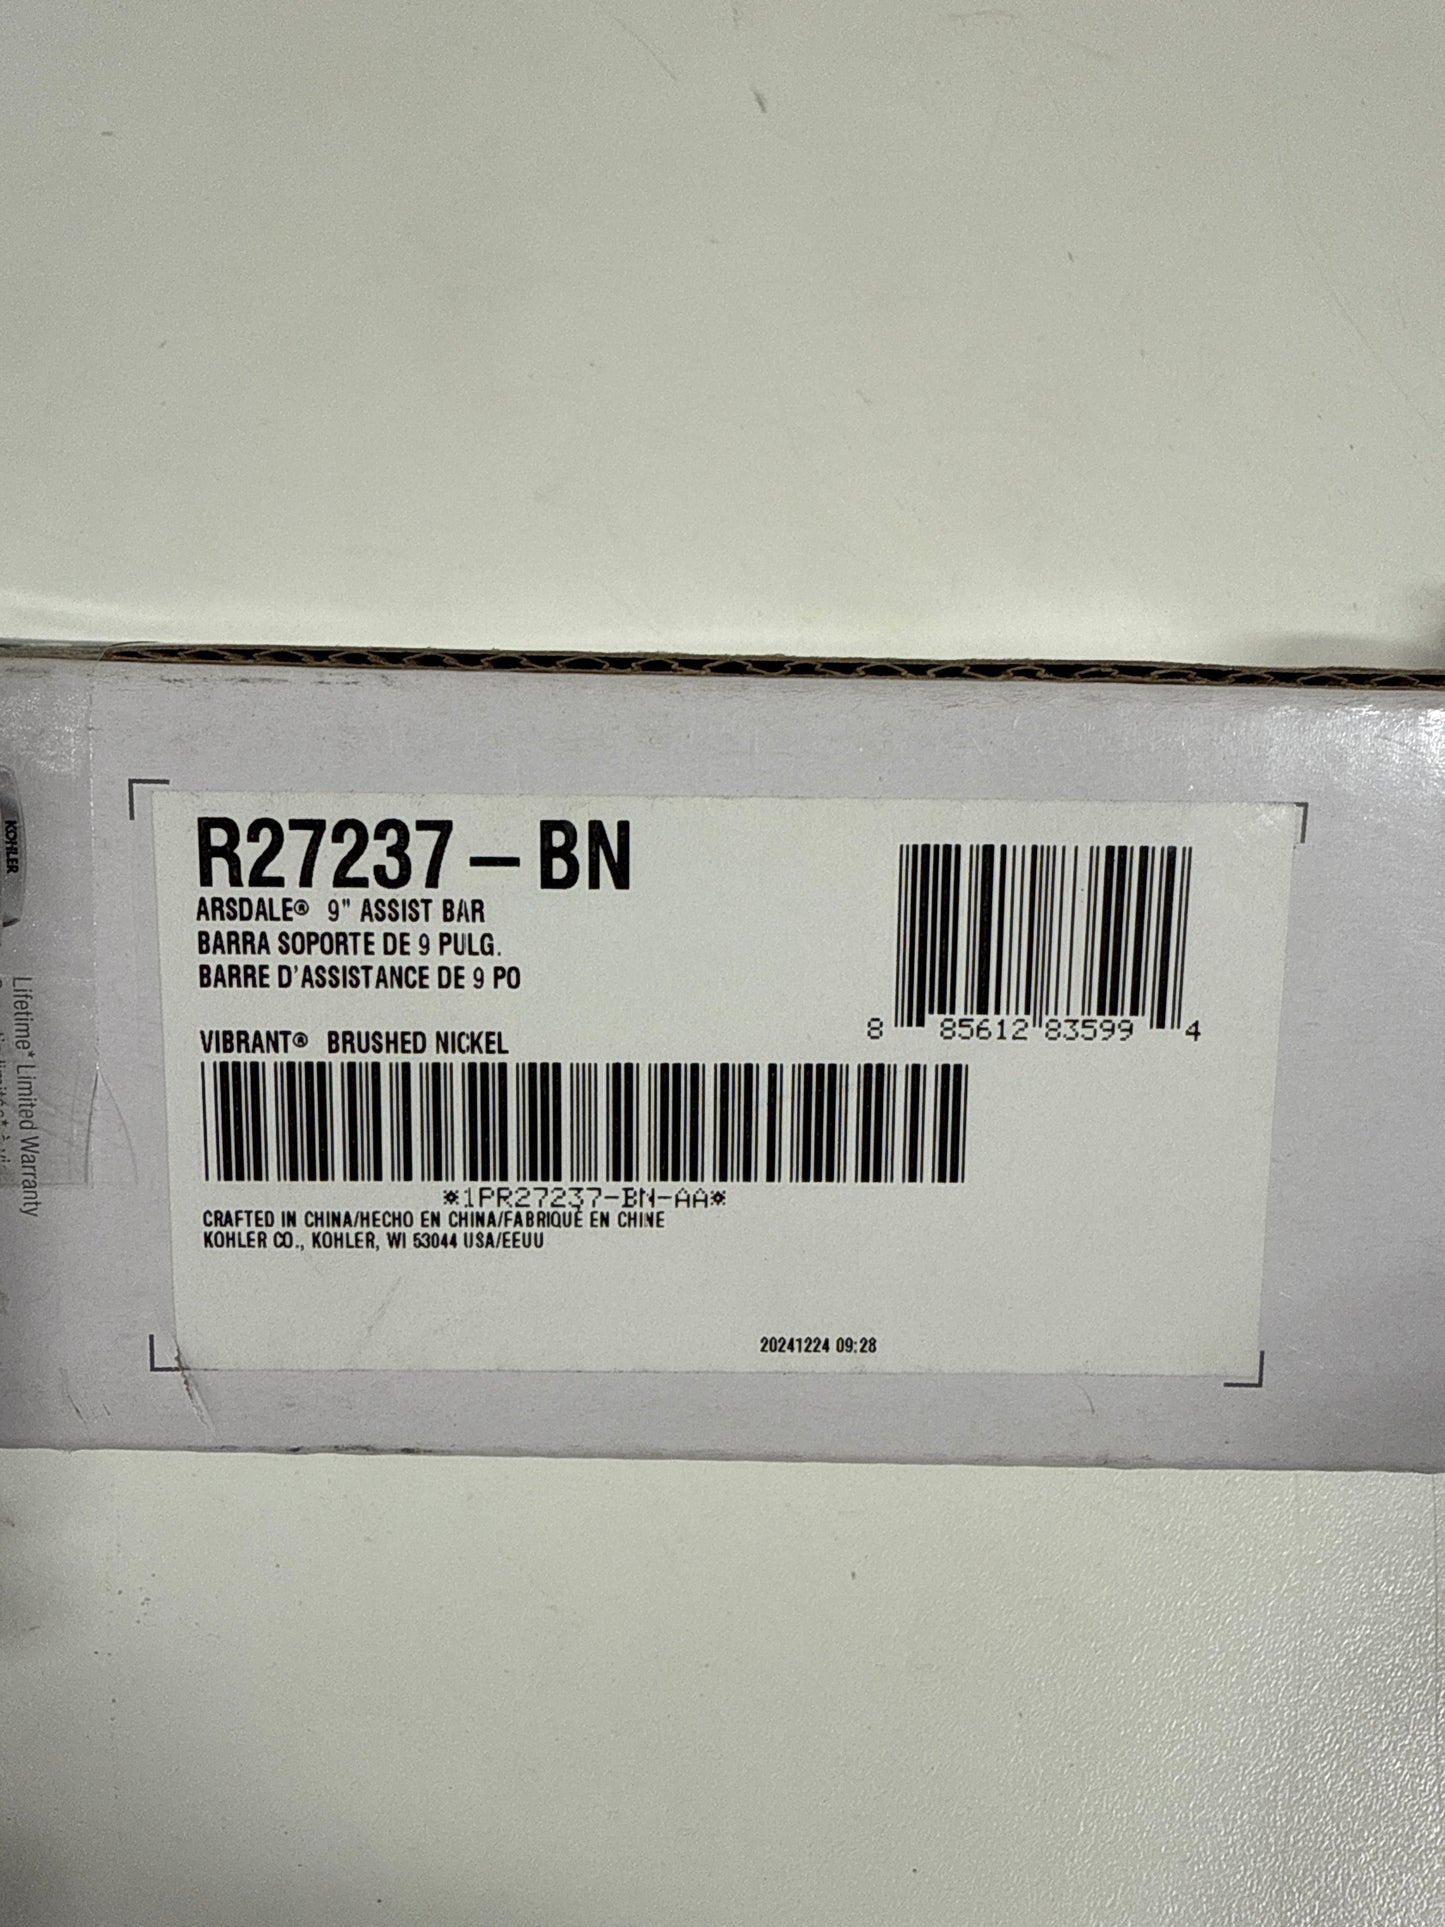 R27237-BN
ARSDALE® 9" ASSIST BAR
BARRA SOPORTE DE 9 PULG.
BARRE D'ASSISTANCE DE 9 PO
VIBRANT® BRUSHED NICKEL
8 85612 83599 4
*1PR27237-BN-AA*
CRAFTED IN CHINA/HECHO EN CHINA/FABRIQUÉ EN CHINE
KOHLER CO., KOHLER, WI 53044 USA/EEUU
20241224 09:28
KOHLER
Lifetime* Limited Warranty